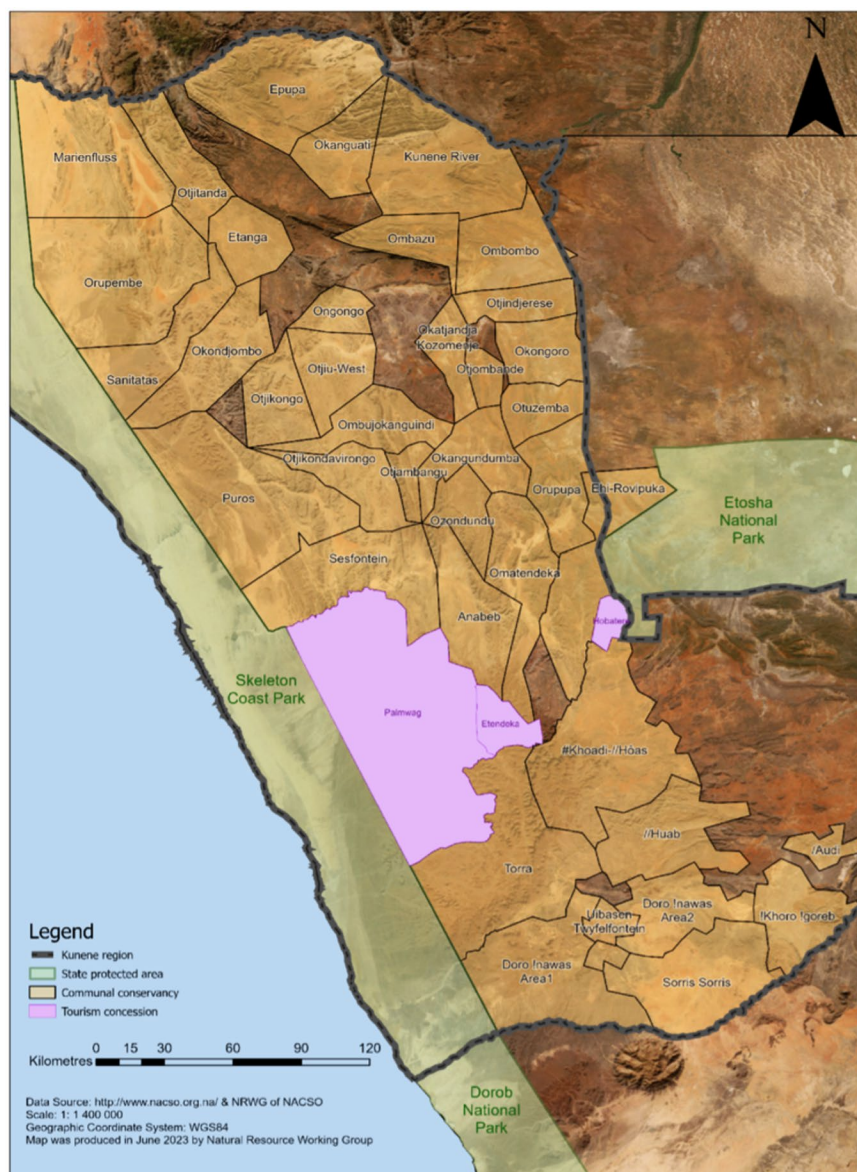 N
Epupa
Okanguati
Kunene River
Marienfluss
Otjitanda
Etanga
Ombazu
Ombombo
Orupembe
Ongongo
Otjindjerese
Okatjandja
Kozomenje
Okondjombo
Okongoro
Otjiu-West
Otjombande
Sanitatas
Otjikongo
Otuzemba
Ombujokanguindi
Otjikondavirongo
Okangundumba
Otjambangu
Puros
Orupupa
Ehi-Rovipuka
Etosha
National
Park
Ozondundu
Sesfontein
Omatendeka
Anabeb
Hobatere
Skeleton
Coast Park
Palmwag
Etendeka
#Khoadi-//Hôas
//Huab
/Audi
Torra
Doro !nawas
Area2
Uibasen
Twyfelfontein
!Khoro !goreb
Doro !nawas
Area1
Sorris Sorris
Legend
Kunene region
State protected area
Communal conservancy
Tourism concession
Kilometres 0 15 30 60 90 120
Data Source: http://www.nacso.org.na/ & NRWG of NACSO
Scale: 1: 1 400 000
Geographic Coordinate System: WGS84
Map was produced in June 2023 by Natural Resource Working Group
Dorob
National
Park